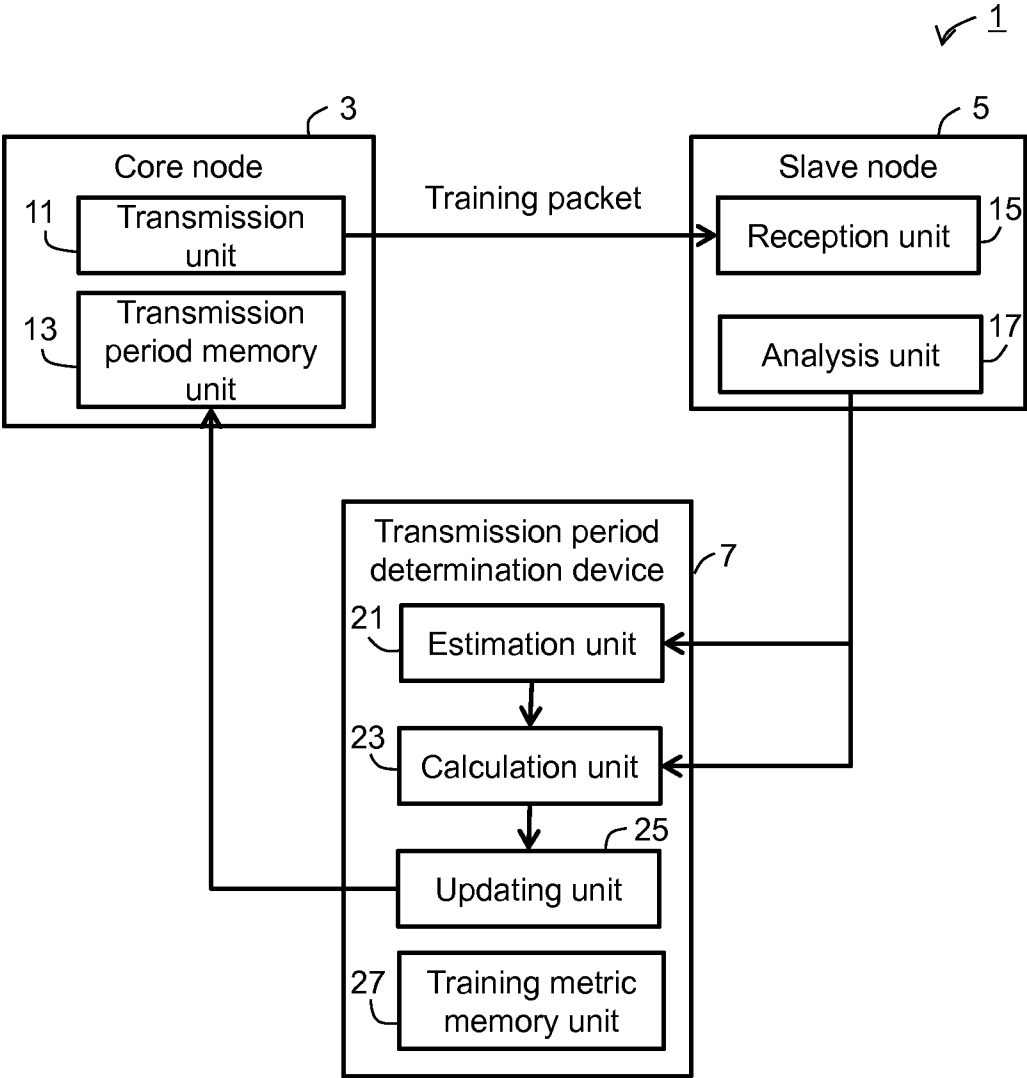 1
3
Core node
11
Transmission
unit
13
Transmission
period memory
unit
Training packet
5
Slave node
Reception unit
15
Analysis unit
17
Transmission period
determination device
7
21
Estimation unit
23
Calculation unit
25
Updating unit
27
Training metric
memory unit